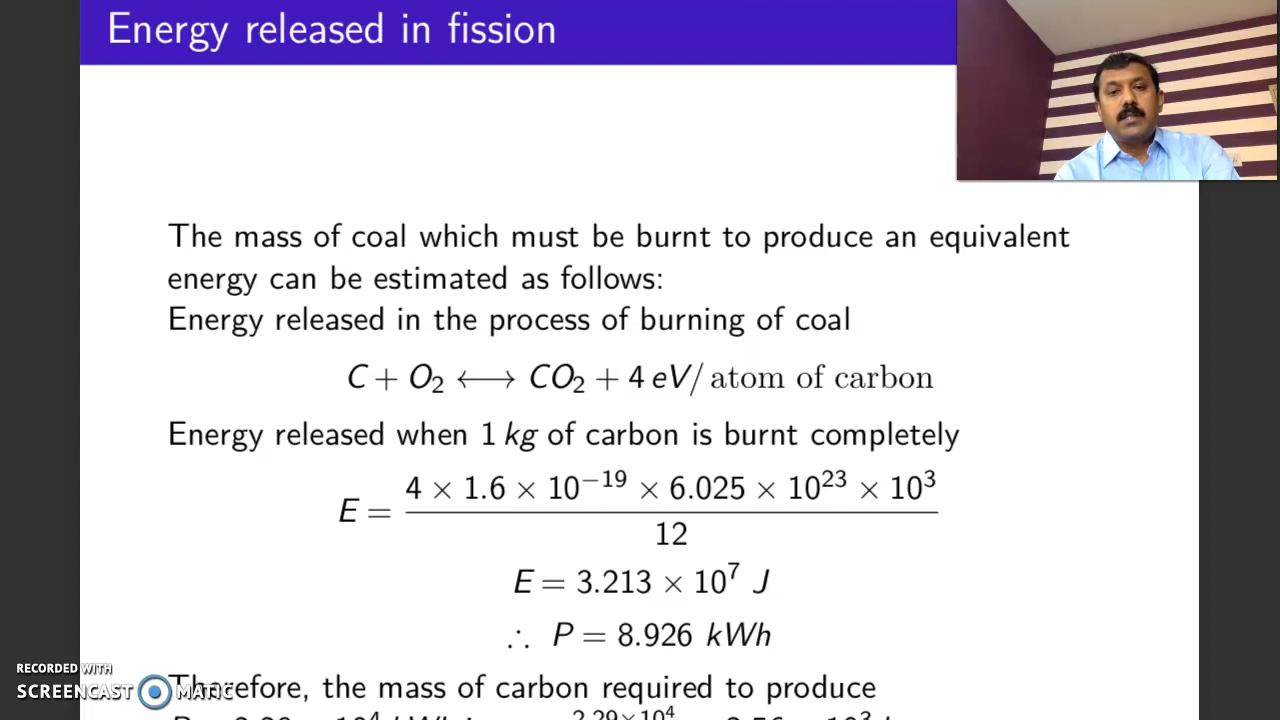 Energy released in fission
The mass of coal which must be burnt to produce an equivalent
energy can be estimated as follows:
Energy released in the process of burning of coal
C + O₂ ⟷ CO₂ + 4 eV/ atom of carbon
Energy released when 1 kg of carbon is burnt completely
E = (4 × 1.6 × 10⁻¹⁹ × 6.025 × 10²³ × 10³) / 12
E = 3.213 × 10⁷ J
∴ P = 8.926 kWh
Therefore, the mass of carbon required to produce
RECORDED WITH
SCREENCAST MATIC